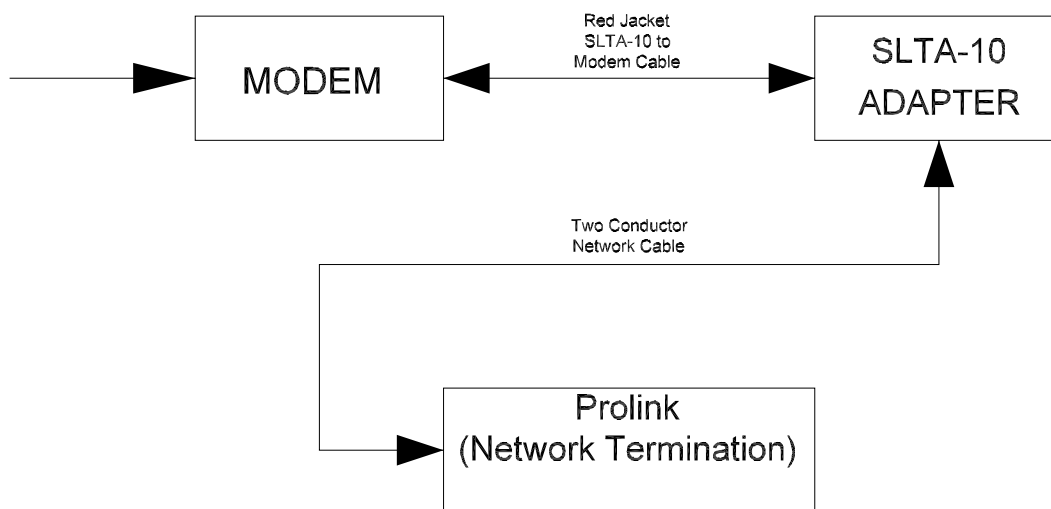 Red Jacket
SLTA-10 to
Modem Cable
MODEM
SLTA-10
ADAPTER
Two Conductor
Network Cable
Prolink
(Network Termination)